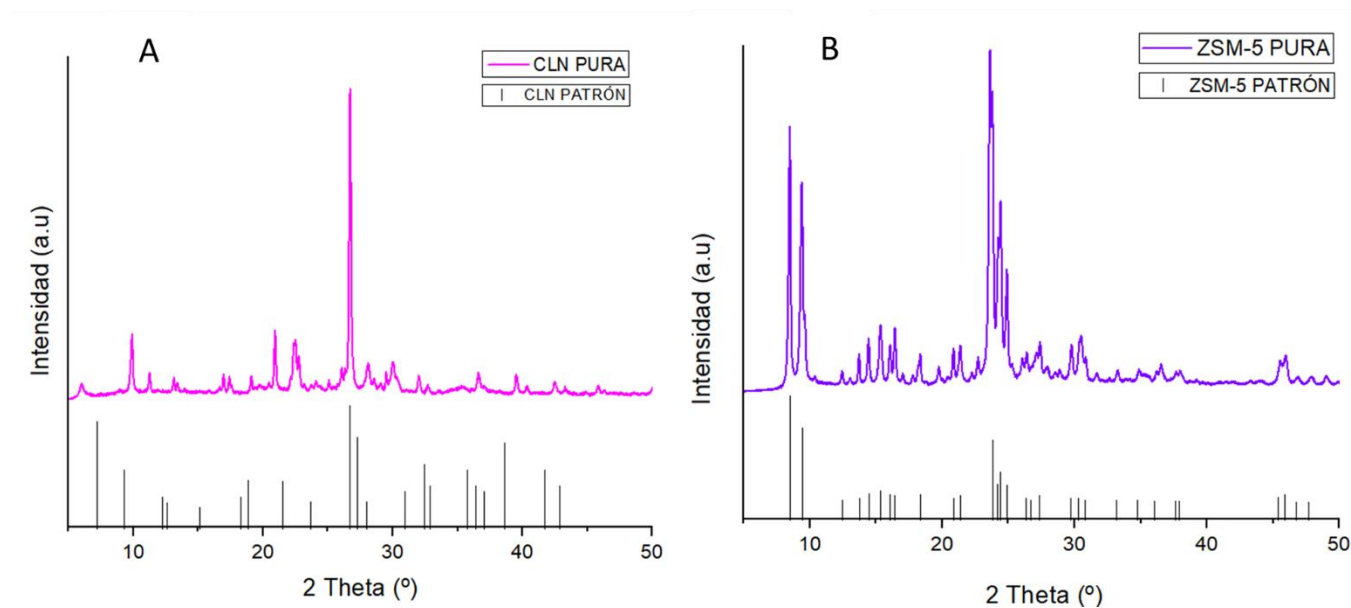 A
CLN PURA
CLN PATRÓN
Intensidad (a.u)
10
20
30
40
50
2 Theta (º)
B
ZSM-5 PURA
ZSM-5 PATRÓN
Intensidad (a.u)
10
20
30
40
50
2 Theta (º)